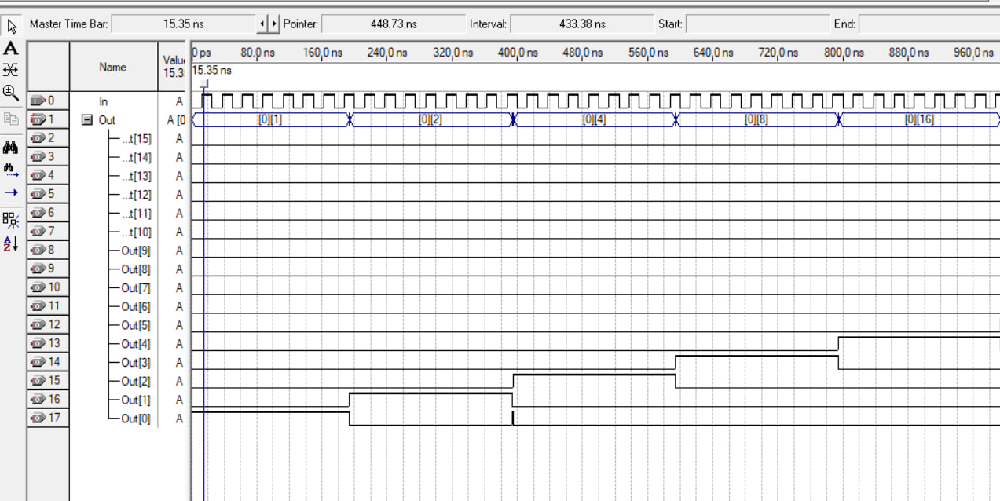 Master Time Bar: 15.35 ns Pointer: 448.73 ns Interval: 433.38 ns Start: End:
Name Valu 15.3
0 ps 80.0 ns 160.0 ns 240.0 ns 320.0 ns 400.0 ns 480.0 ns 560.0 ns 640.0 ns 720.0 ns 800.0 ns 880.0 ns 960.0 ns
15.35 ns
0 In A
1 Out A [0 [0][1] [0][2] [0][4] [0][8] [0][16]
2 ...t[15] A
3 ...t[14] A
4 ...t[13] A
5 ...t[12] A
6 ...t[11] A
7 ...t[10] A
8 Out[9] A
9 Out[8] A
10 Out[7] A
11 Out[6] A
12 Out[5] A
13 Out[4] A
14 Out[3] A
15 Out[2] A
16 Out[1] A
17 Out[0] A